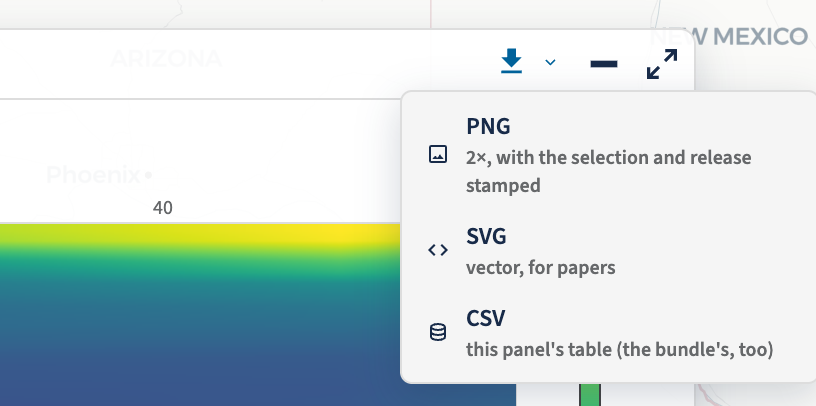 NEW MEXICO
ARIZONA
PNG
2×, with the selection and release
stamped
Phoenix
40
SVG
vector, for papers
CSV
this panel's table (the bundle's, too)